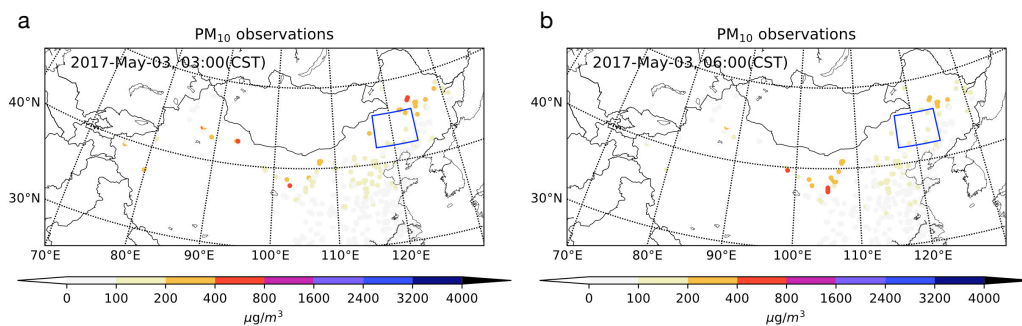 a
PM₁₀ observations
2017-May-03, 03:00(CST)
40°N
30°N
70°E 80°E 90°E 100°E 110°E 120°E
0 100 200 400 800 1600 2400 3200 4000
μg/m³
b
PM₁₀ observations
2017-May-03, 06:00(CST)
40°N
30°N
70°E 80°E 90°E 100°E 110°E 120°E
0 100 200 400 800 1600 2400 3200 4000
μg/m³